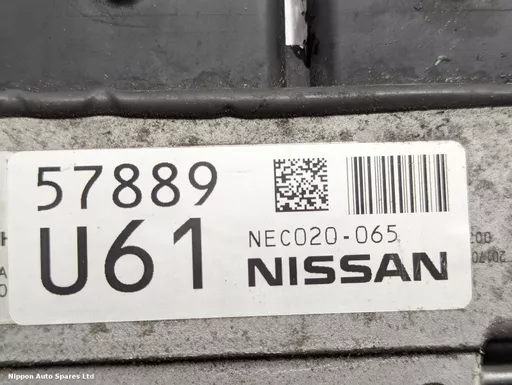 57889
U61
NEC020-065
NISSAN
Nippon Auto Spares Ltd